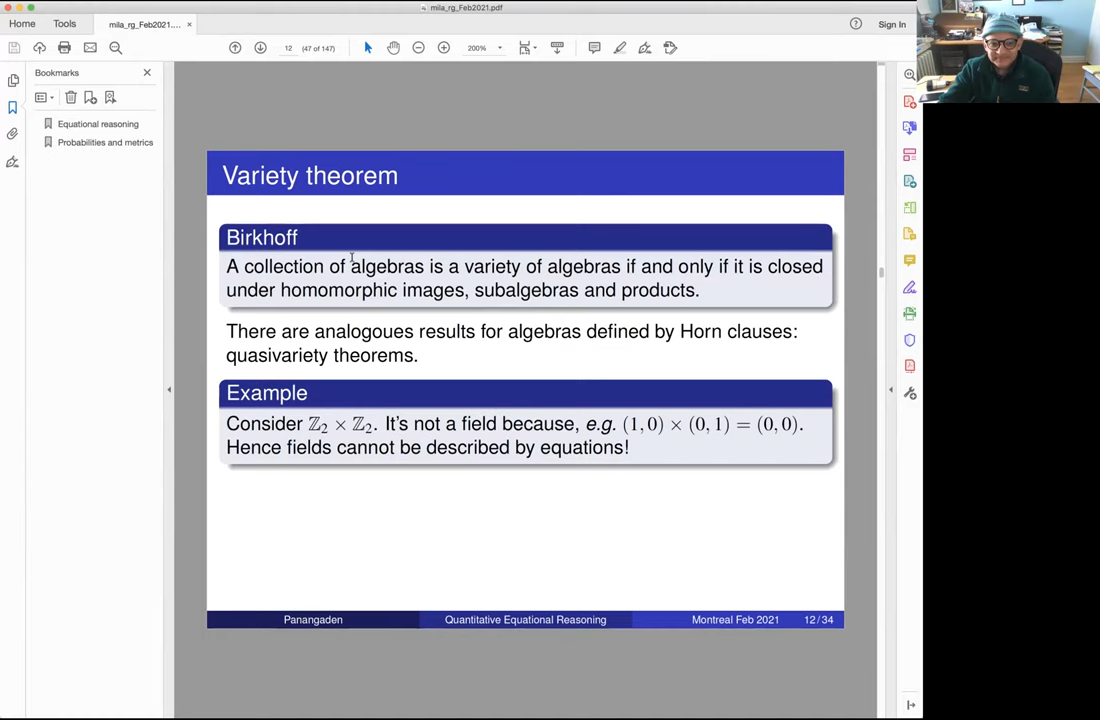 mila_rg_Feb2021.pdf
Home
Tools
mila_rg_Feb2021.... ×
Sign In
12 (47 of 147)
200%
Bookmarks
Equational reasoning
Probabilities and metrics
Variety theorem
Birkhoff
A collection of algebras is a variety of algebras if and only if it is closed
under homomorphic images, subalgebras and products.
There are analogoues results for algebras defined by Horn clauses:
quasivariety theorems.
Example
Consider ℤ₂ × ℤ₂. It's not a field because, e.g. (1, 0) × (0, 1) = (0, 0).
Hence fields cannot be described by equations!
Panangaden
Quantitative Equational Reasoning
Montreal Feb 2021
12 / 34